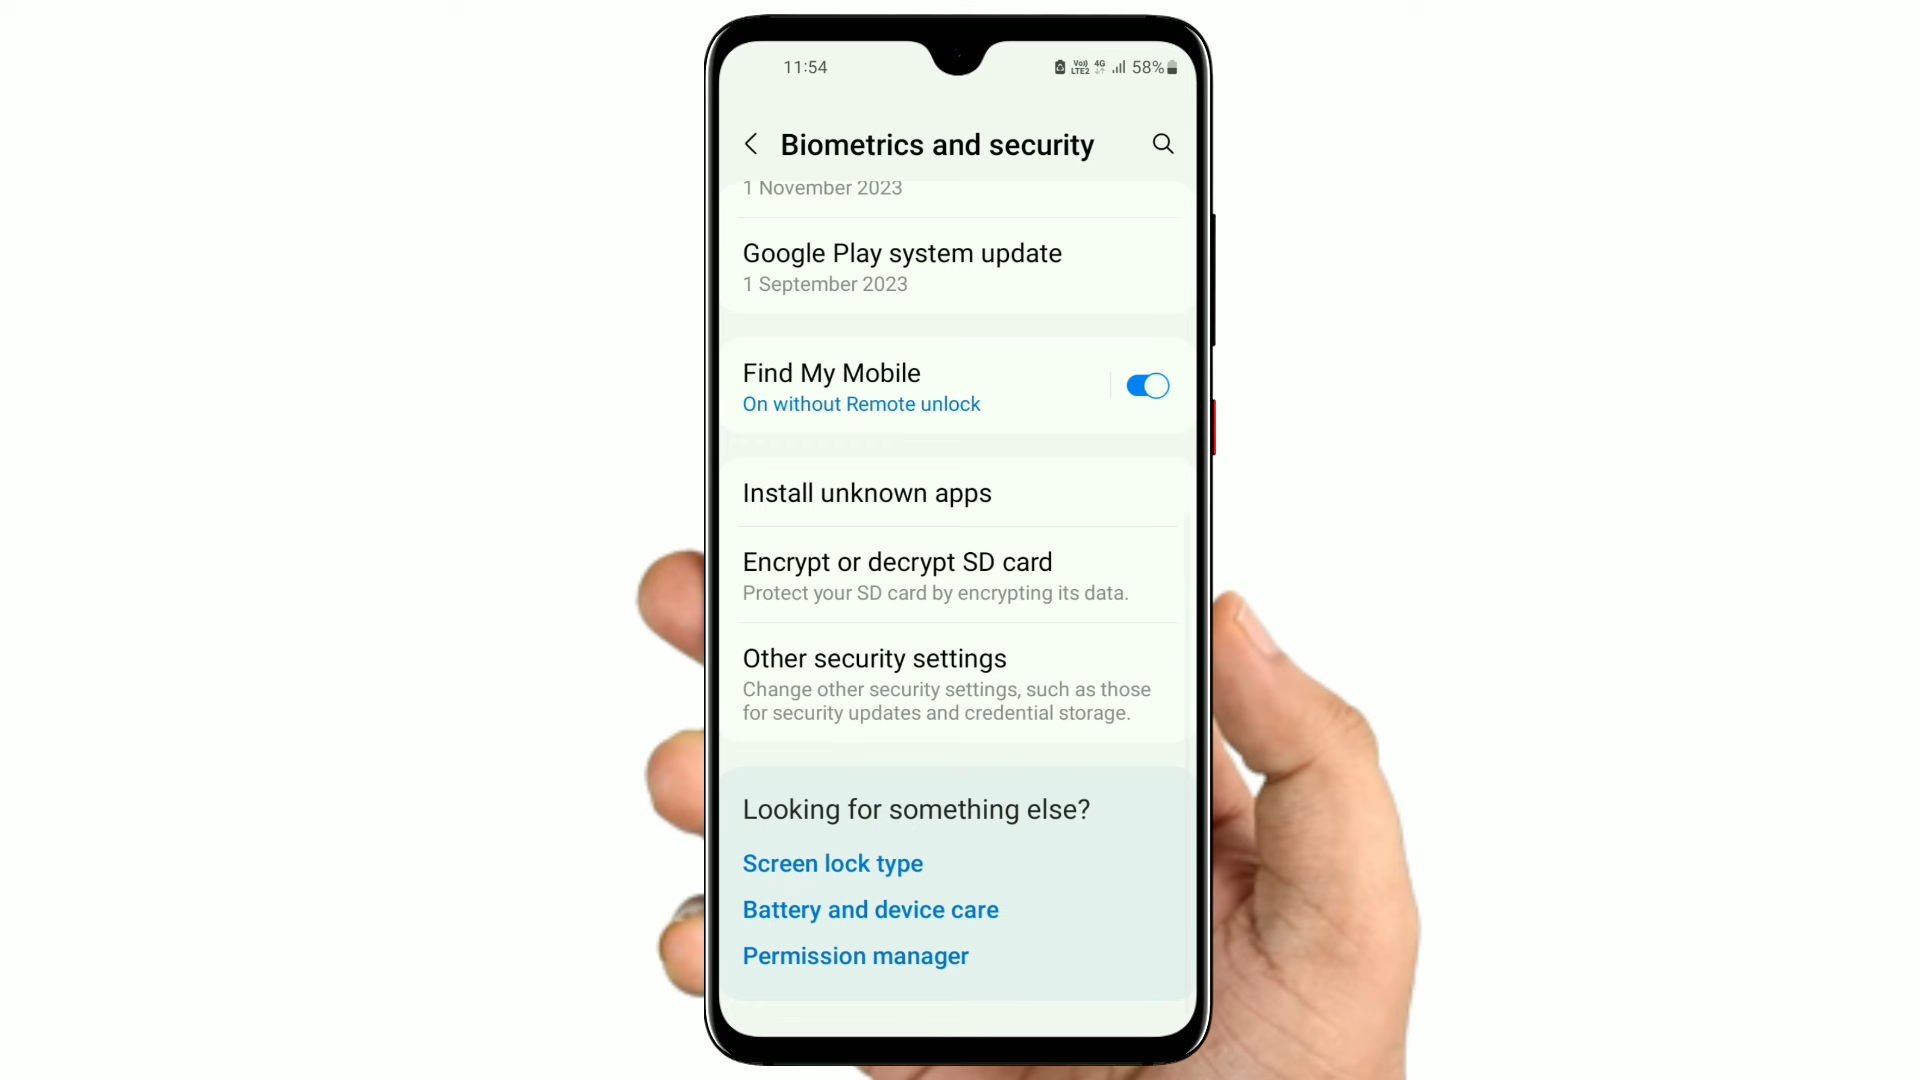 11:54
Vo)) LTE2 4G 58%
Biometrics and security
1 November 2023
Google Play system update
1 September 2023
Find My Mobile
On without Remote unlock
Install unknown apps
Encrypt or decrypt SD card
Protect your SD card by encrypting its data.
Other security settings
Change other security settings, such as those
for security updates and credential storage.
Looking for something else?
Screen lock type
Battery and device care
Permission manager